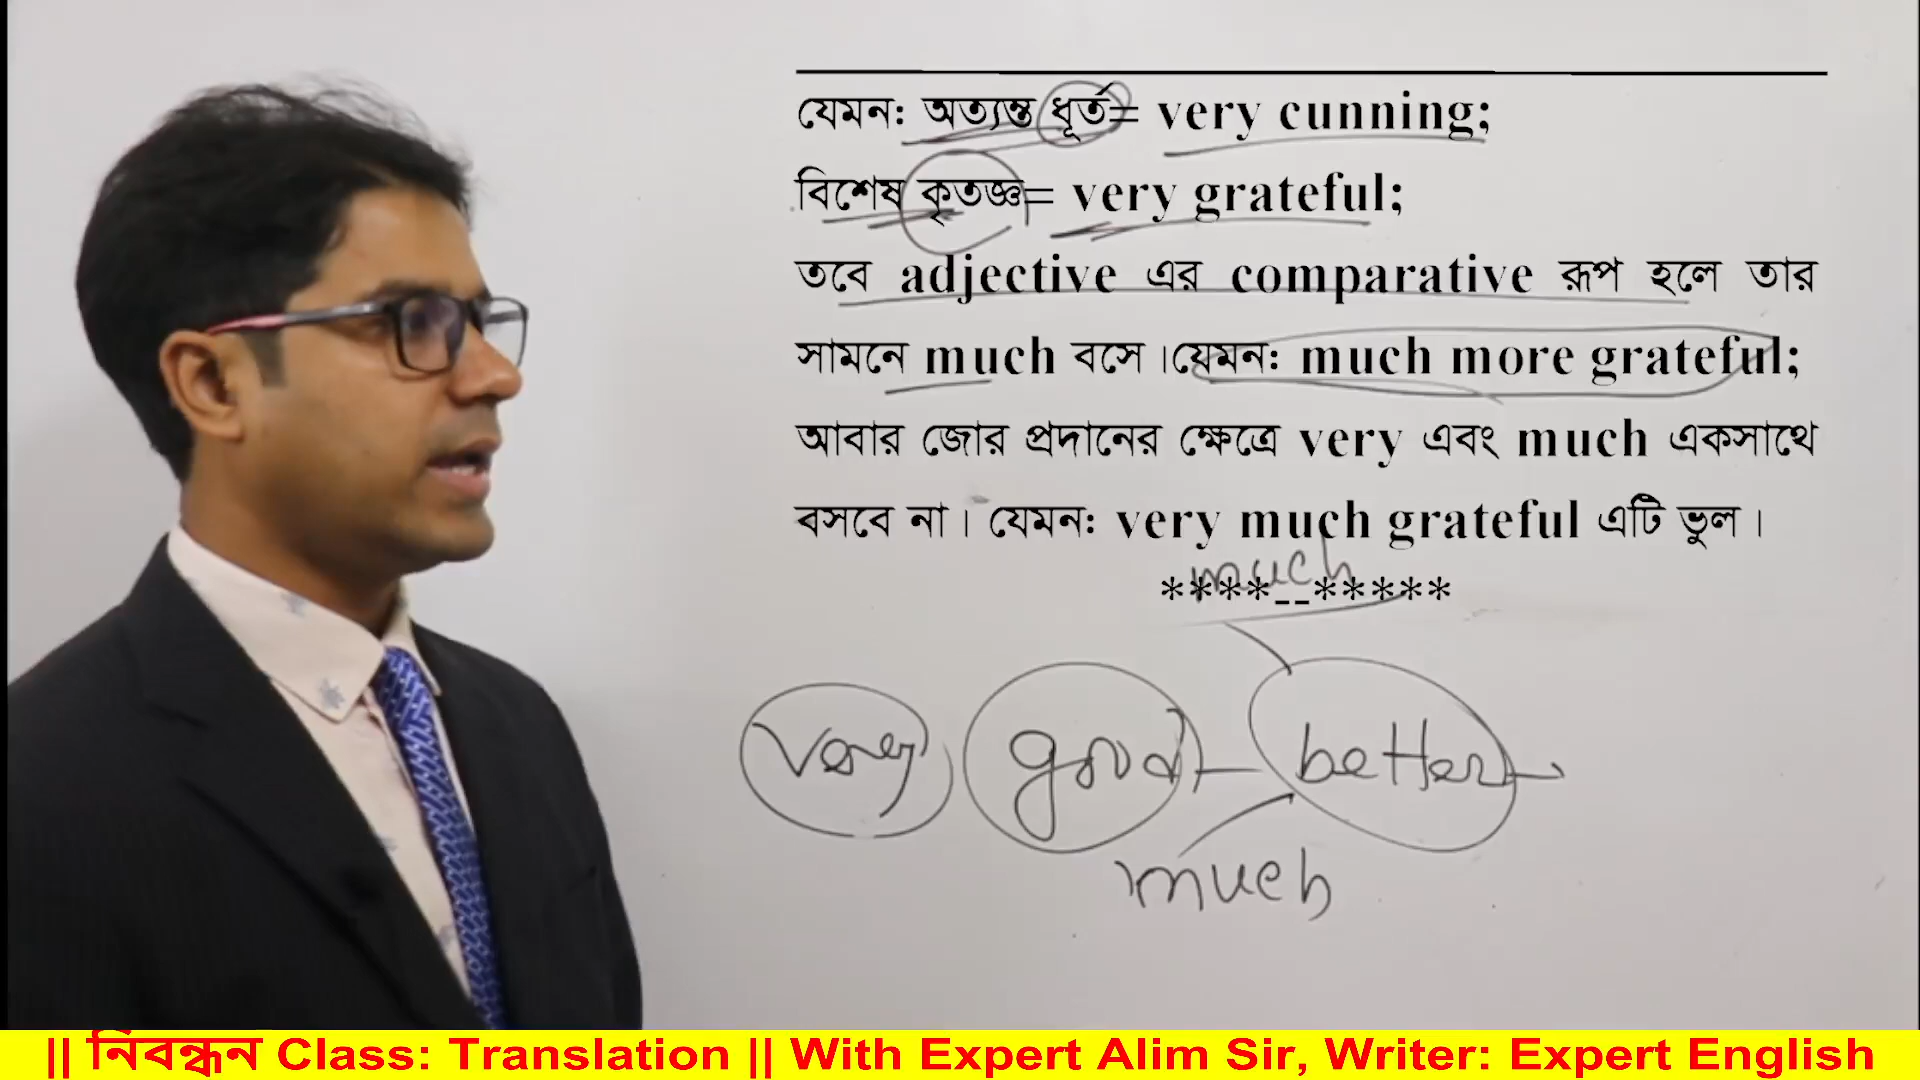 যেমনঃ অত্যন্ত ধূর্ত= very cunning;
বিশেষ কৃতজ্ঞ= very grateful;
তবে adjective এর comparative রূপ হলে তার
সামনে much বসে।যেমনঃ much more grateful;
আবার জোর প্রদানের ক্ষেত্রে very এবং much একসাথে
বসবে না। যেমনঃ very much grateful এটি ভুল।
****--*****
much
very good - better -
much
|| নিবন্ধন Class: Translation || With Expert Alim Sir, Writer: Expert English